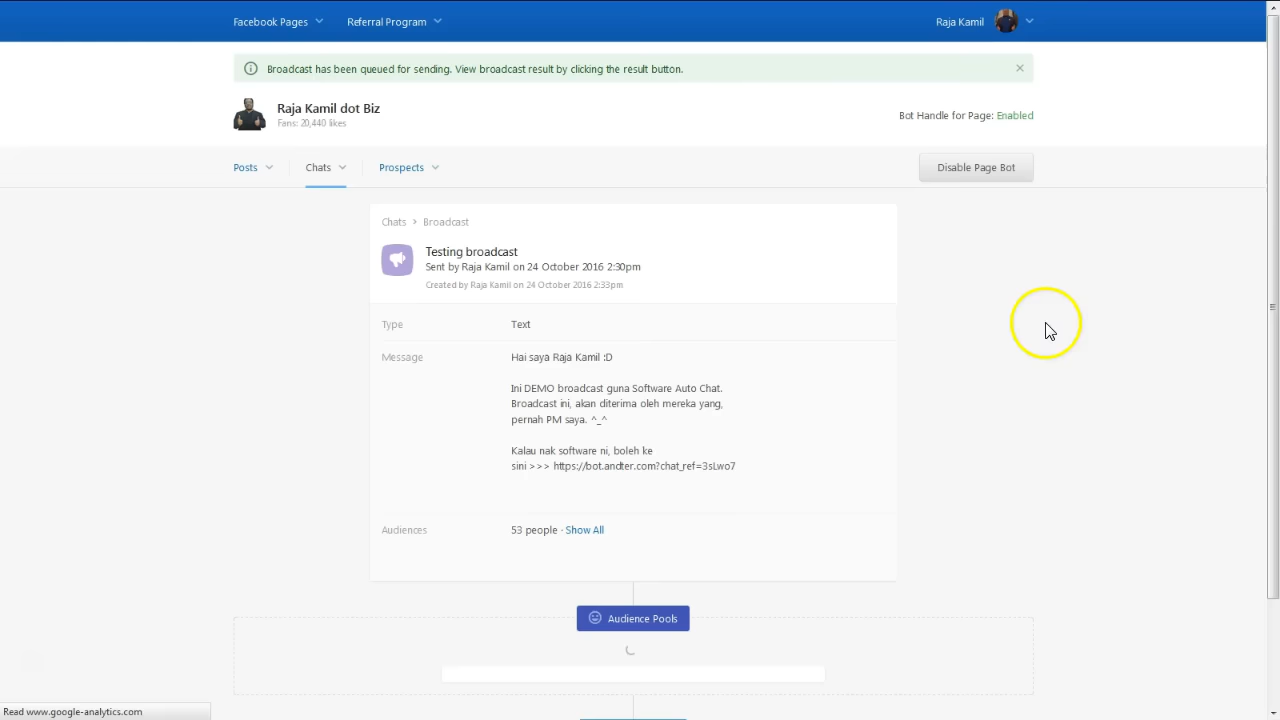 Facebook Pages
Referral Program
Raja Kamil
Broadcast has been queued for sending. View broadcast result by clicking the result button.
Raja Kamil dot Biz
Fans: 20,440 likes
Bot Handle for Page: Enabled
Posts
Chats
Prospects
Disable Page Bot
Chats > Broadcast
Testing broadcast
Sent by Raja Kamil on 24 October 2016 2:30pm
Created by Raja Kamil on 24 October 2016 2:33pm
Type Text
Message Hai saya Raja Kamil :D
Ini DEMO broadcast guna Software Auto Chat.
Broadcast ini, akan diterima oleh mereka yang,
pernah PM saya. ^_^
Kalau nak software ni, boleh ke
sini >>> https://bot.andter.com?chat_ref=3sLwo7
Audiences 53 people · Show All
Audience Pools
Read www.google-analytics.com